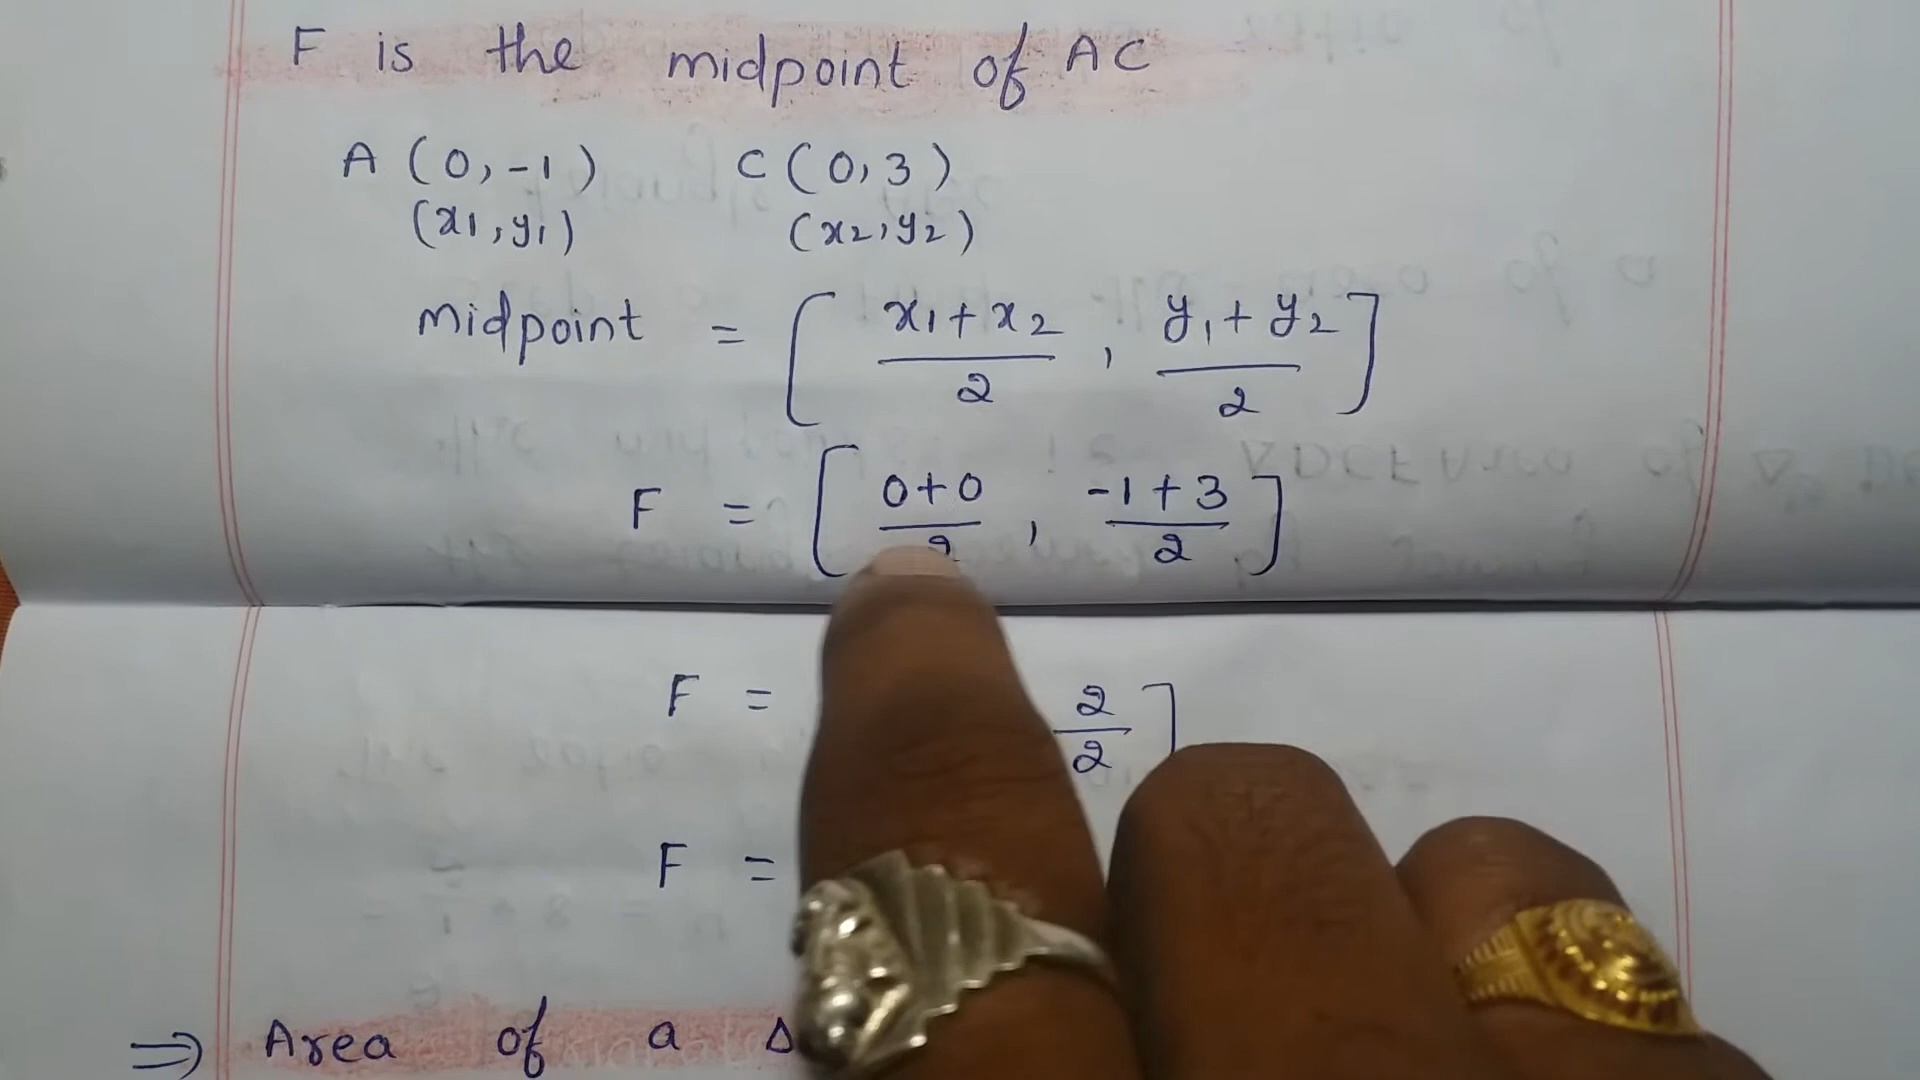 F is the midpoint of AC
A (0, -1) C (0, 3)
(x1, y1) (x2, y2)
midpoint = [ x1 + x2 / 2 , y1 + y2 / 2 ]
F = [ 0+0 / 2 , -1+3 / 2 ]
F = 2 / 2 ]
F =
⇒ Area of a Δ